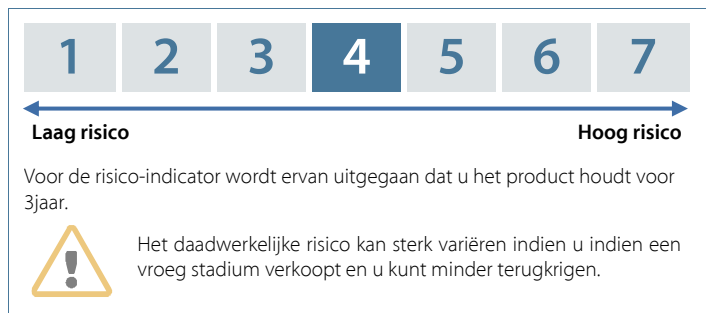 1 2 3 4 5 6 7
Laag risico Hoog risico
Voor de risico-indicator wordt ervan uitgegaan dat u het product houdt voor
3jaar.
Het daadwerkelijke risico kan sterk variëren indien u indien een
vroeg stadium verkoopt en u kunt minder terugkrigen.